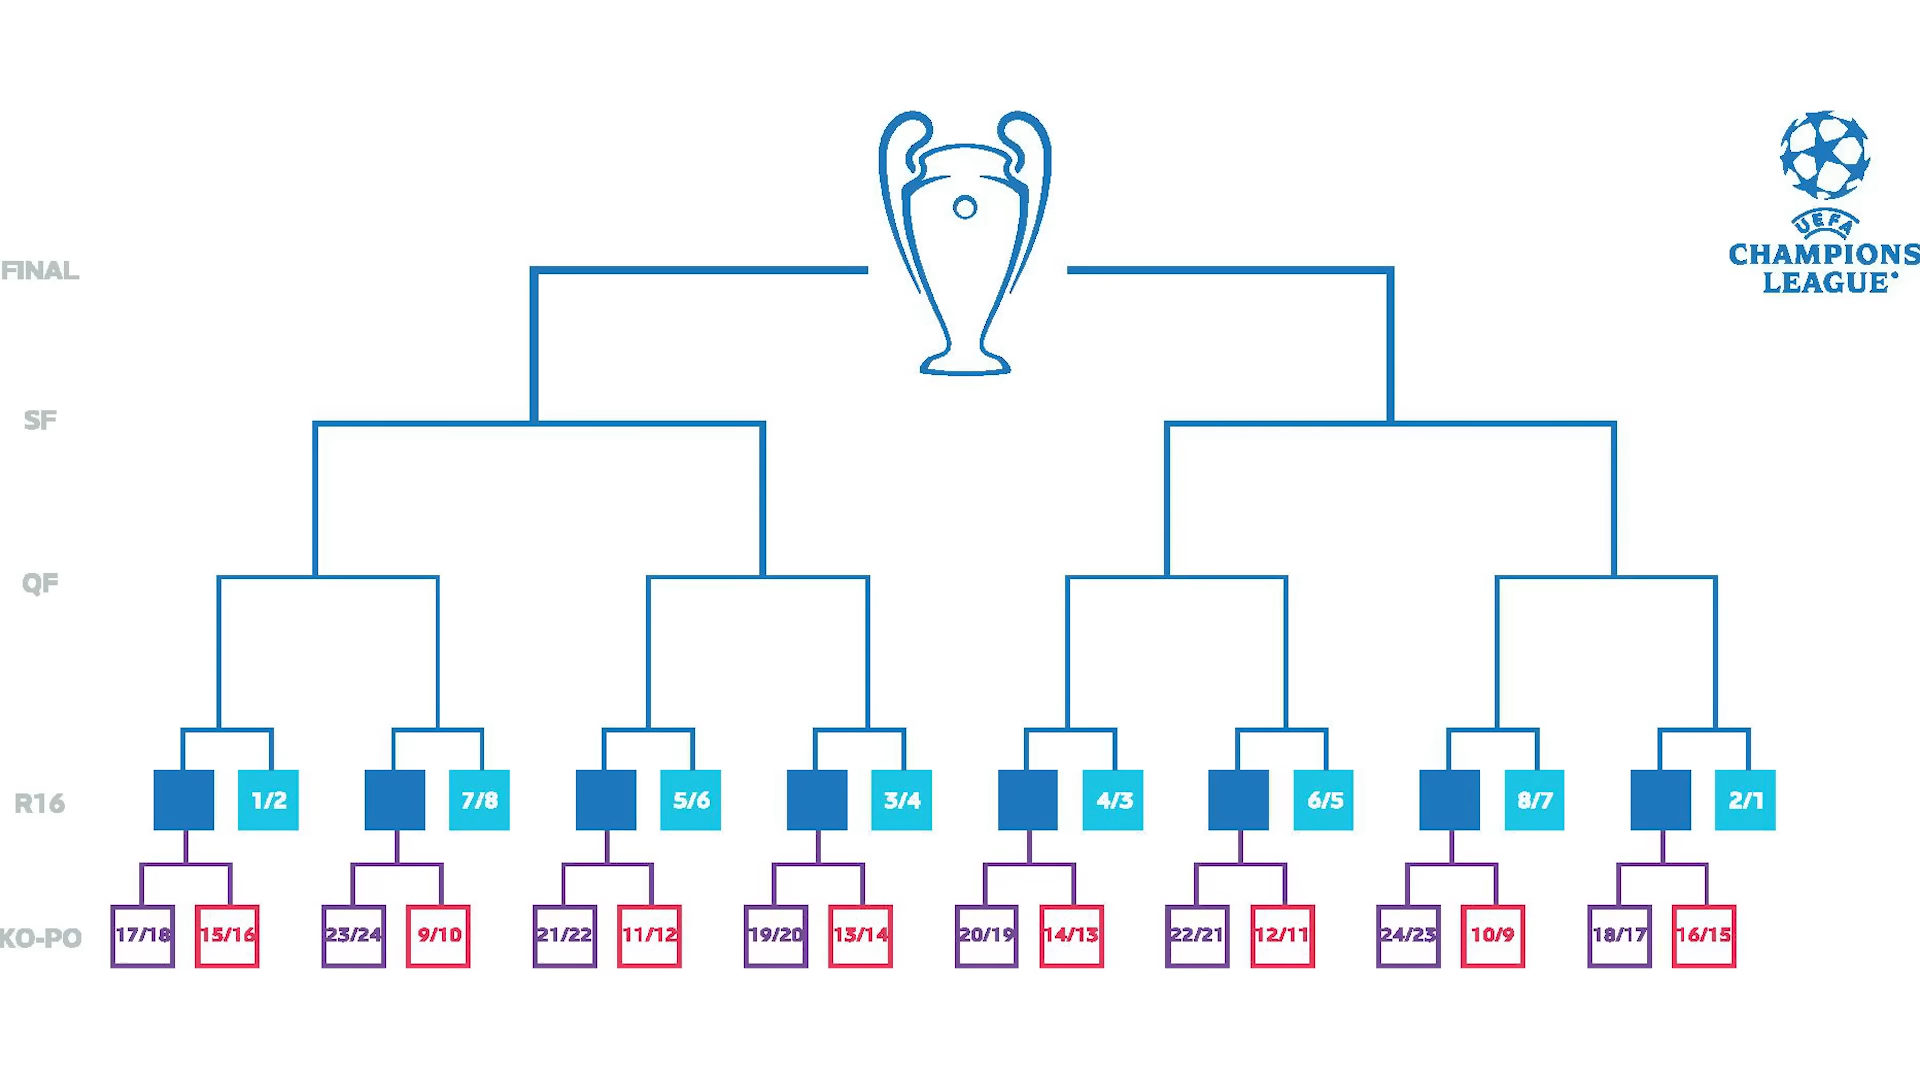 UEFA
CHAMPIONS
LEAGUE
FINAL
SF
QF
R16
1/2 7/8 5/6 3/4 4/3 6/5 8/7 2/1
KO-PO
17/18 15/16 23/24 9/10 21/22 11/12 19/20 13/14 20/19 14/13 22/21 12/11 24/23 10/9 18/17 16/15